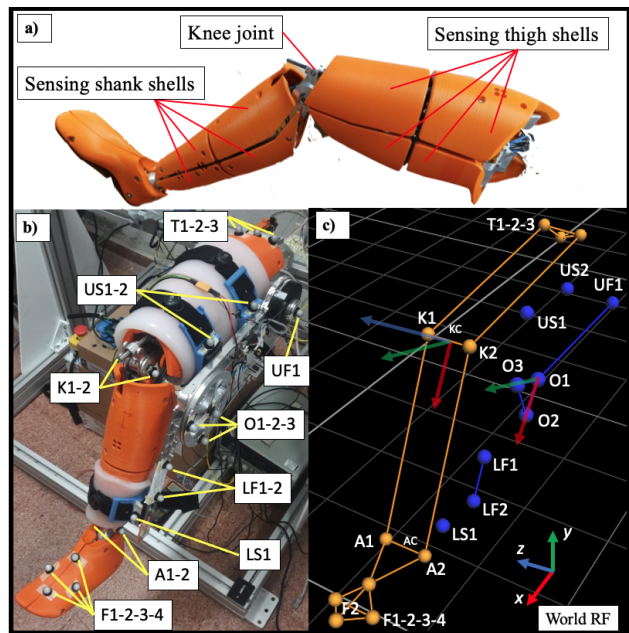 a)
Knee joint
Sensing thigh shells
Sensing shank shells
b)
T1-2-3
US1-2
UF1
K1-2
O1-2-3
LF1-2
LS1
A1-2
F1-2-3-4
c)
T1-2-3
US2
UF1
K1
US1
KC
K2
O3
O1
O2
LF1
LF2
LS1
A1
AC
A2
F2
F1-2-3-4
y
z
x
World RF